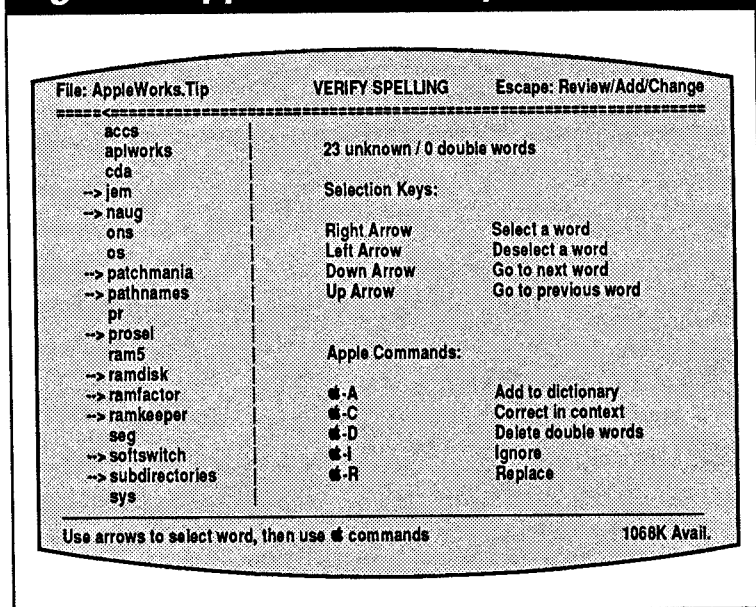 File: AppleWorks.Tip VERIFY SPELLING Escape: Review/Add/Change
=====<==========================================================
accs
aplworks
cda
--> jem
--> naug
ons
os
--> patchmania
--> pathnames
pr
--> prosel
ram5
--> ramdisk
--> ramfactor
--> ramkeeper
seg
--> softswitch
--> subdirectories
sys
23 unknown / 0 double words
Selection Keys:
Right Arrow Select a word
Left Arrow Deselect a word
Down Arrow Go to next word
Up Arrow Go to previous word
Apple Commands:
-A Add to dictionary
-C Correct in context
-D Delete double words
-I Ignore
-R Replace
Use arrows to select word, then use commands 1068K Avail.